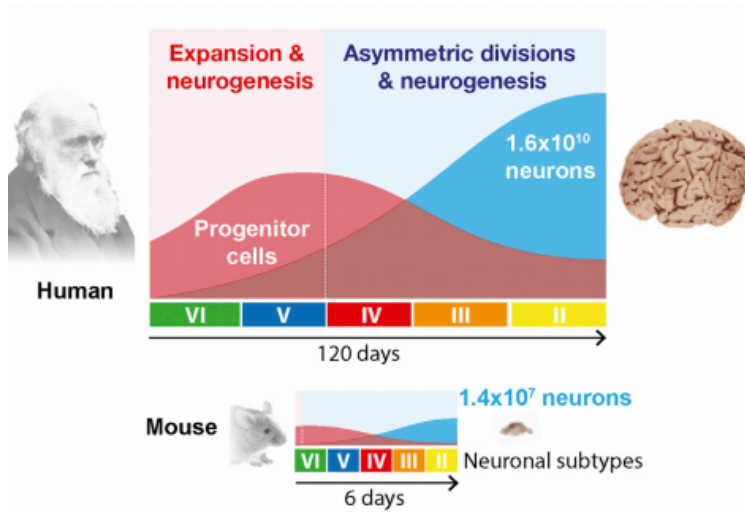 Expansion &
neurogenesis
Asymmetric divisions
& neurogenesis
1.6x10¹⁰
neurons
Progenitor
cells
Human
VI V IV III II
120 days
1.4x10⁷ neurons
Mouse
VI V IV III II
Neuronal subtypes
6 days